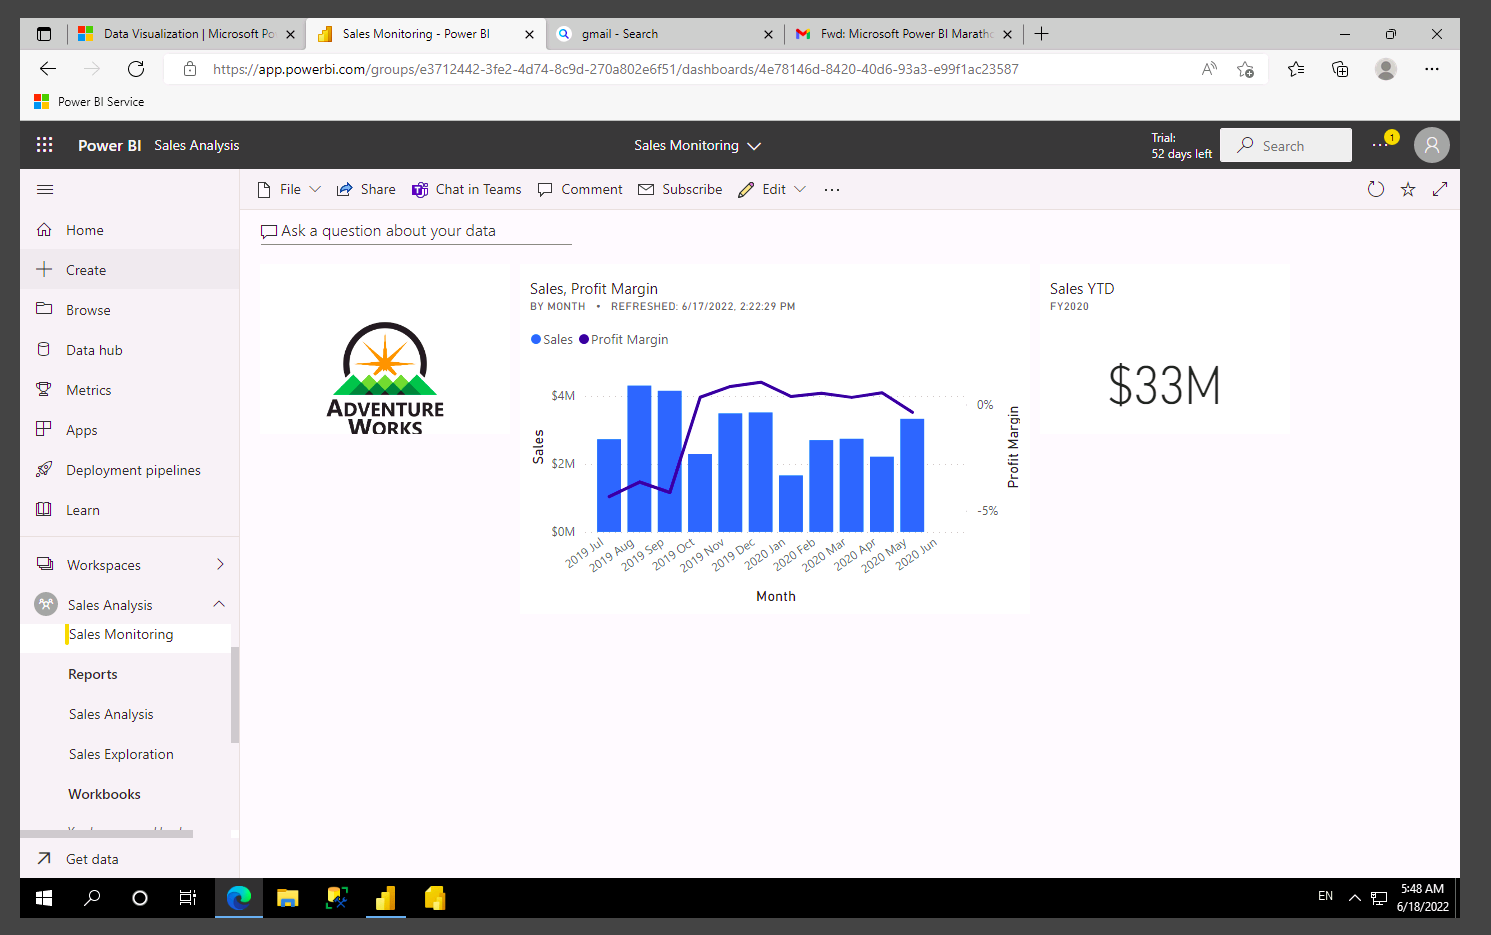 Data Visualization | Microsoft Po
Sales Monitoring - Power BI
gmail - Search
Fwd: Microsoft Power BI Maratho
https://app.powerbi.com/groups/e3712442-3fe2-4d74-8c9d-270a802e6f51/dashboards/4e78146d-8420-40d6-93a3-e99f1ac23587
Power BI Service
Power BI Sales Analysis
Sales Monitoring
Trial:
52 days left
Search
1
File
Share
Chat in Teams
Comment
Subscribe
Edit
Home
Create
Browse
Data hub
Metrics
Apps
Deployment pipelines
Learn
Workspaces
Sales Analysis
Sales Monitoring
Reports
Sales Analysis
Sales Exploration
Workbooks
Get data
Ask a question about your data
ADVENTURE
WORKS
Sales, Profit Margin
BY MONTH • REFRESHED: 6/17/2022, 2:22:29 PM
Sales Profit Margin
$4M
$2M
$0M
Sales
0%
-5%
Profit Margin
2019 Jul
2019 Aug
2019 Sep
2019 Oct
2019 Nov
2019 Dec
2020 Jan
2020 Feb
2020 Mar
2020 Apr
2020 May
2020 Jun
Month
Sales YTD
FY2020
$33M
EN
5:48 AM
6/18/2022